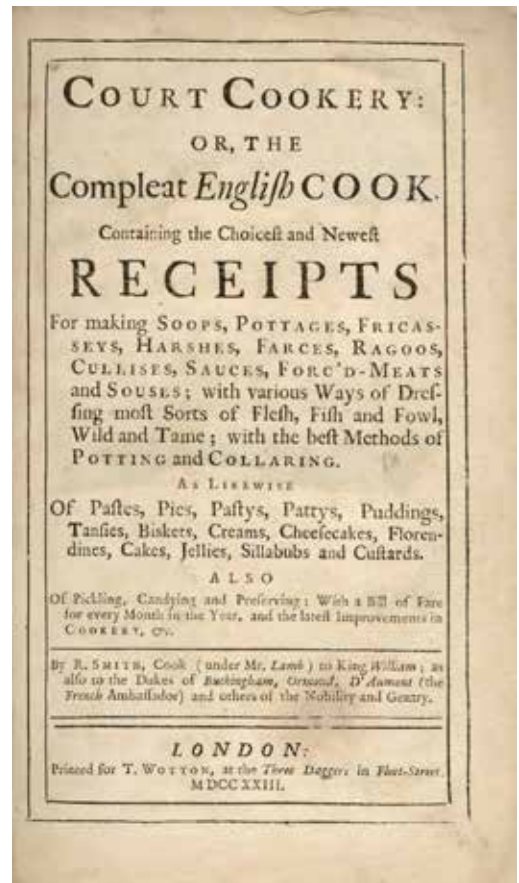 COURT COOKERY:
OR, THE
Compleat Engliſh COOK.
Containing the Choiceſt and Neweſt
RECEIPTS
For making SOOPS, POTTAGES, FRICAS-
SEYS, HARSHES, FARCES, RAGOOS,
CULLISES, SAUCES, FORC'D-MEATS
and SOUSES; with various Ways of Dreſ-
ſing moſt Sorts of Fleſh, Fiſh and Fowl,
Wild and Tame; with the beſt Methods of
POTTING and COLLARING.
AS LIKEWISE
Of Paſtes, Pies, Paſtys, Pattys, Puddings,
Tanſies, Biskets, Creams, Cheeſecakes, Floren-
dines, Cakes, Jellies, Sillabubs and Cuſtards.
ALSO
Of Pickling, Candying and Preſerving: With a Bill of Fare
for every Month in the Year, and the lateſt Improvements in
COOKERY, &c.
By R. SMITH, Cook (under Mr. Lamb) to King William; as
alſo to the Dukes of Buckingham, Ormond, D'Aumont (the
French Ambaſſador) and others of the Nobility and Gentry.
LONDON:
Printed for T. WOTTON, at the Three Daggers in Fleet-Street.
MDCCXXIII.